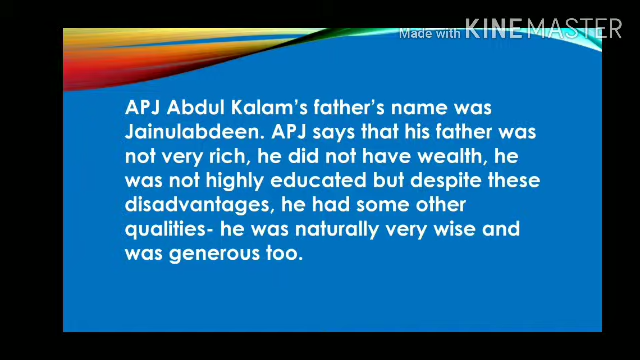 Made with KINEMASTER
APJ Abdul Kalam's father's name was
Jainulabdeen. APJ says that his father was
not very rich, he did not have wealth, he
was not highly educated but despite these
disadvantages, he had some other
qualities- he was naturally very wise and
was generous too.